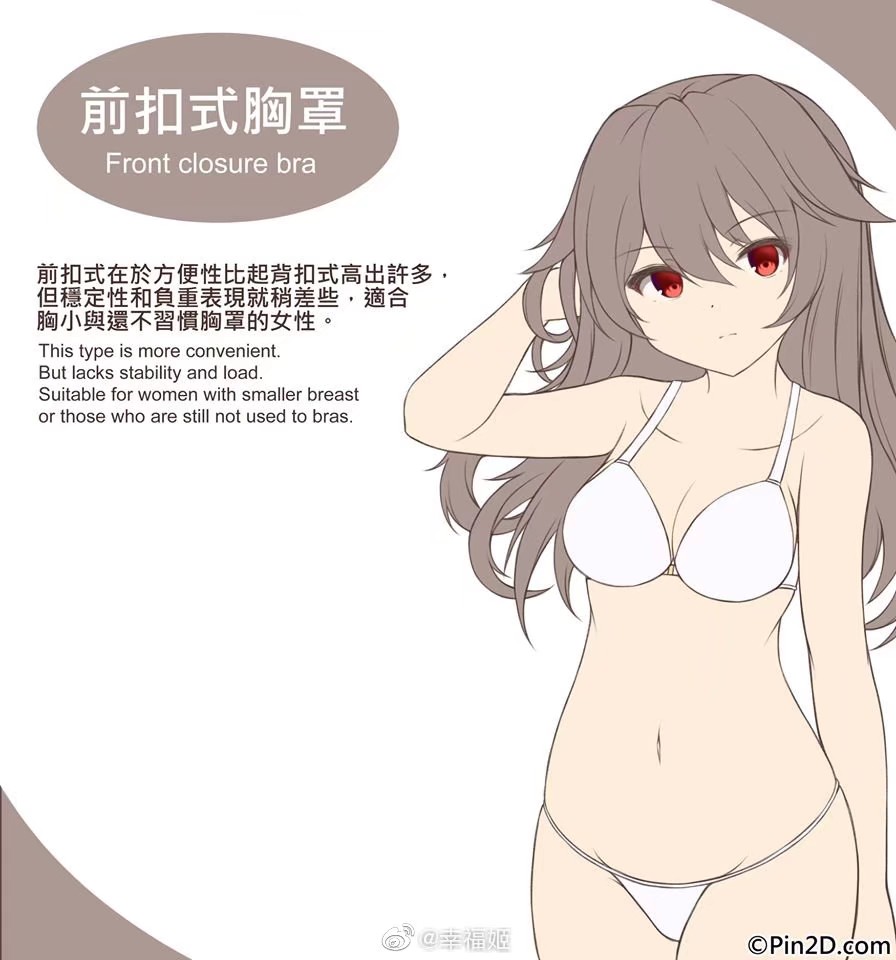 前扣式胸罩
Front closure bra
前扣式在於方便性比起背扣式高出許多，
但穩定性和負重表現就稍差些，適合
胸小與還不習慣胸罩的女性。
This type is more convenient.
But lacks stability and load.
Suitable for women with smaller breast
or those who are still not used to bras.
@幸福姬
©Pin2D.com